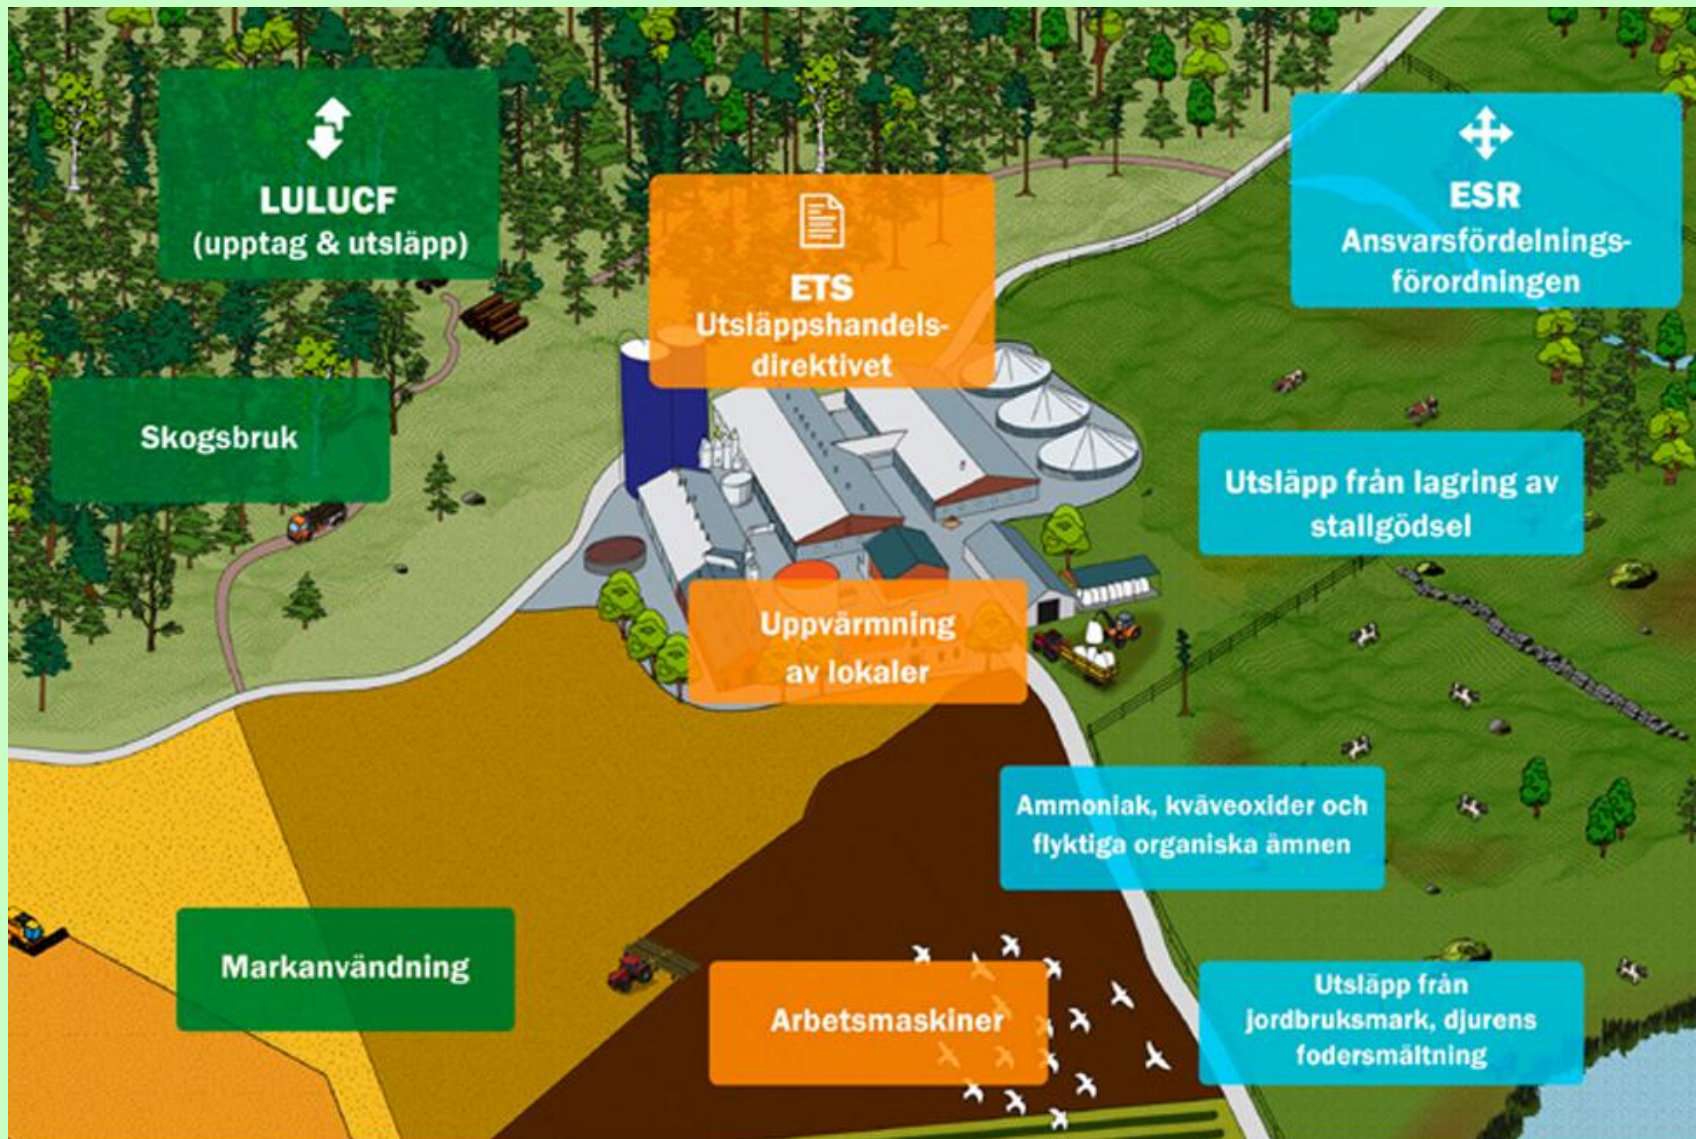 LULUCF
(upptag & utsläpp)
ETS
Utsläppshandels-
direktivet
ESR
Ansvarsfördelnings-
förordningen
Skogsbruk
Utsläpp från lagring av
stallgödsel
Uppvärmning
av lokaler
Ammoniak, kväveoxider och
flyktiga organiska ämnen
Markanvändning
Arbetsmaskiner
Utsläpp från
jordbruksmark, djurens
fodersmältning